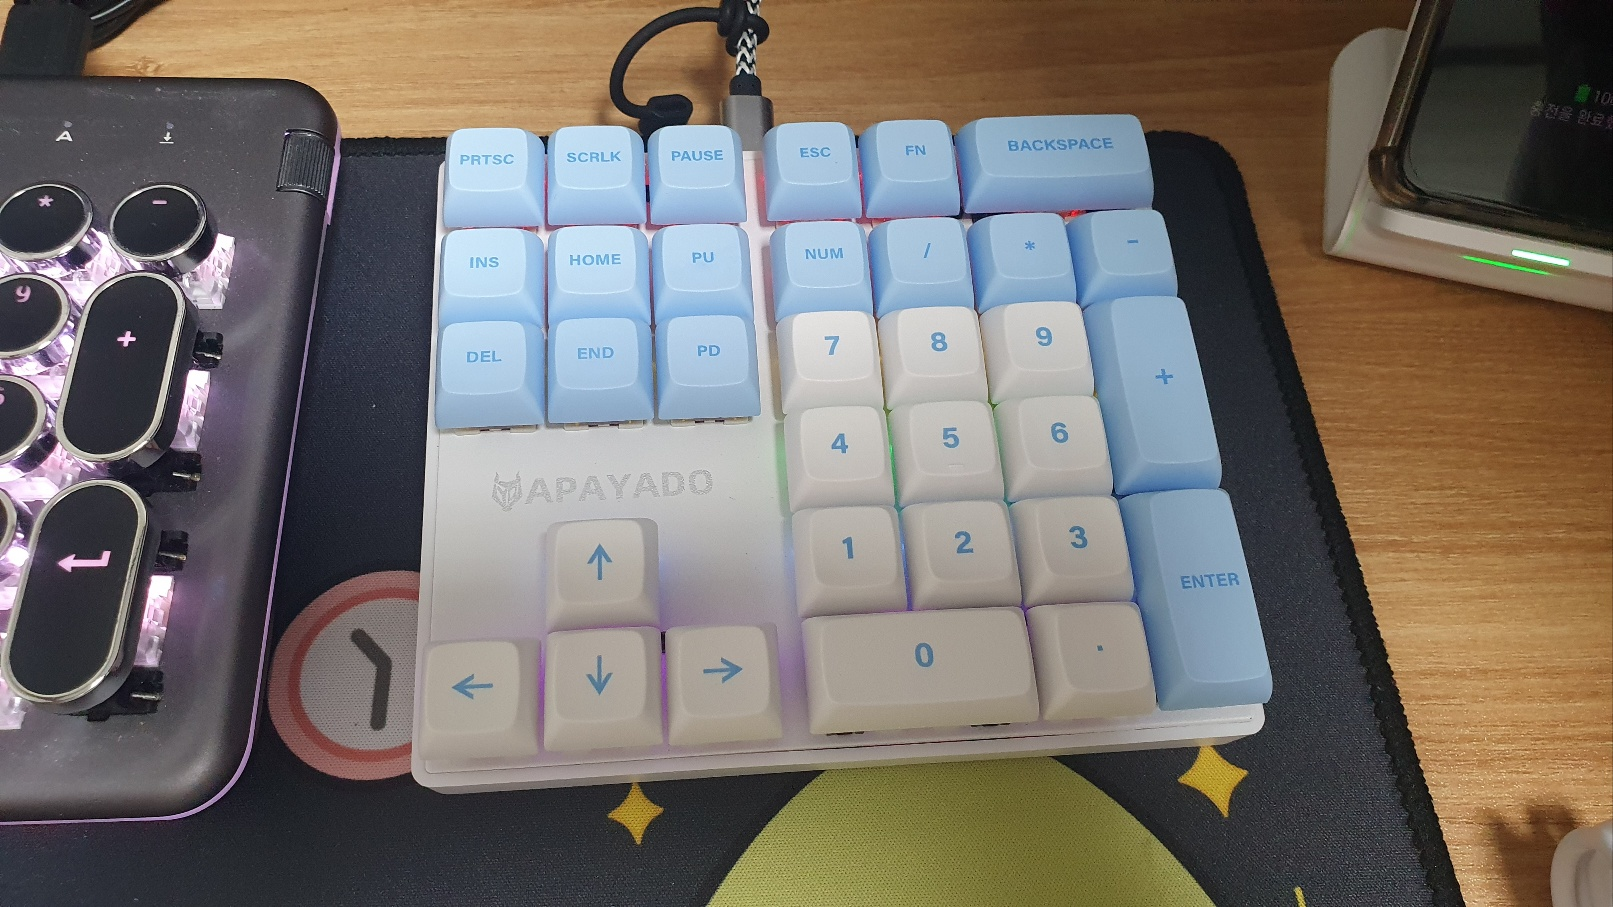 A
* -
9
+
PRTSC SCRLK PAUSE ESC FN BACKSPACE
INS HOME PU NUM / * -
DEL END PD 7 8 9 +
4 5 6
APAYADO
↑ 1 2 3 ENTER
← ↓ → 0 .